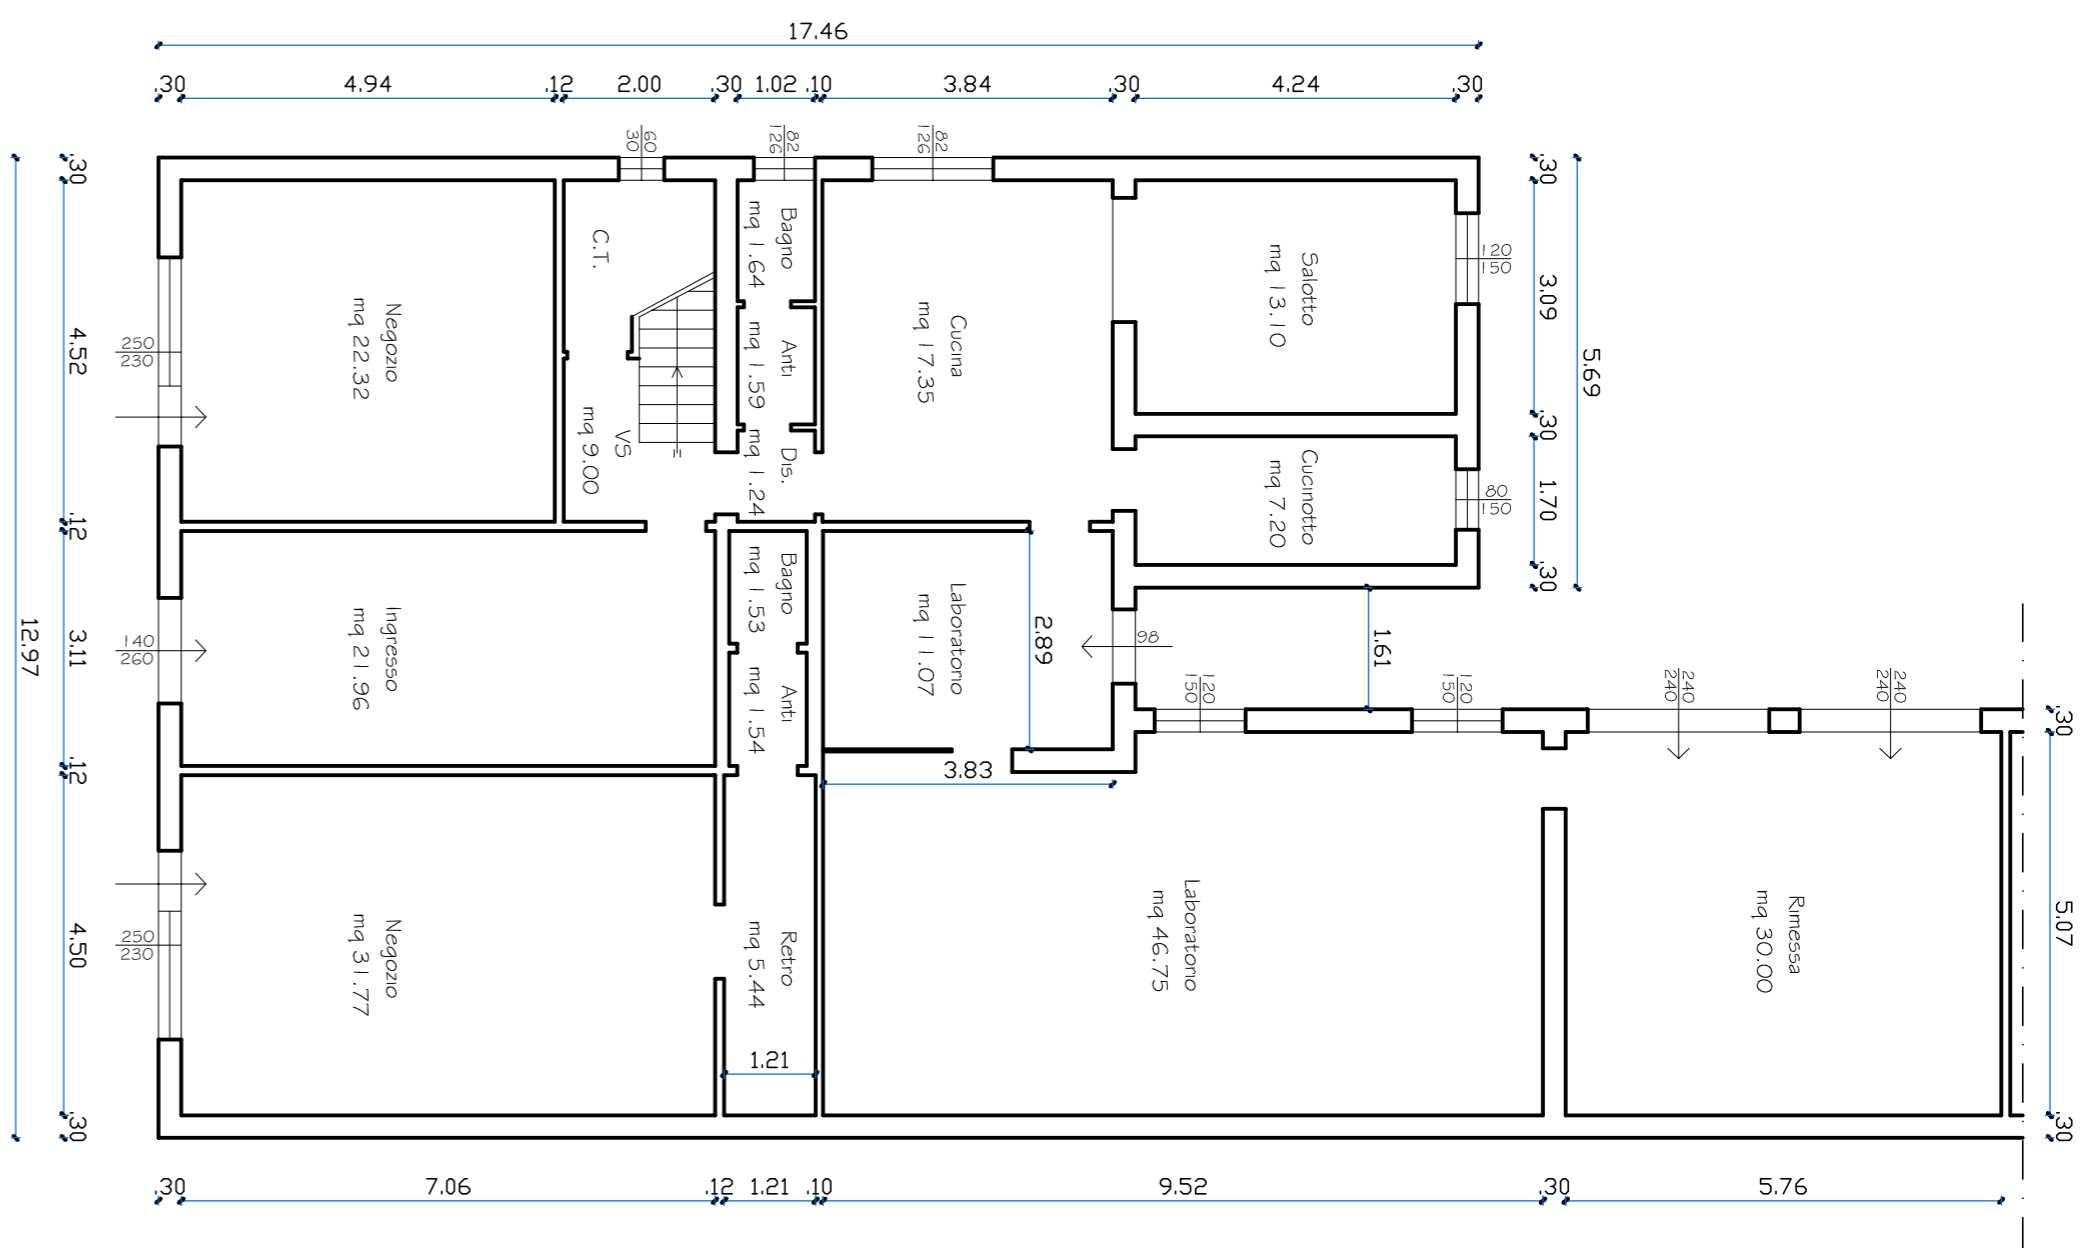 17.46
.30 4.94 .12 2.00 .30 1.02 .10 3.84 .30 4.24 .30
60
30
82
126
82
126
.30
4.52
.12
3.11
.12
4.50
.30
12.97
Negozio
mq 22.32
C.T.
VS
mq 9.00
Bagno
mq 1.64
Anti
mq 1.59
Dis.
mq 1.24
Cucina
mq 17.35
Salotto
mq 13.10
Cucinotto
mq 7.20
120
150
80
150
.30
3.09
.30
1.70
.30
5.69
250
230
Ingresso
mq 21.96
140
260
Bagno
mq 1.53
Anti
mq 1.54
Laboratorio
mq 11.07
2.89
3.83
98
1.61
120
150
120
150
240
240
240
240
.30
5.07
.30
Negozio
mq 31.77
250
230
Retro
mq 5.44
1.21
Laboratorio
mq 46.75
Rimessa
mq 30.00
.30 7.06 .12 1.21 .10 9.52 .30 5.76